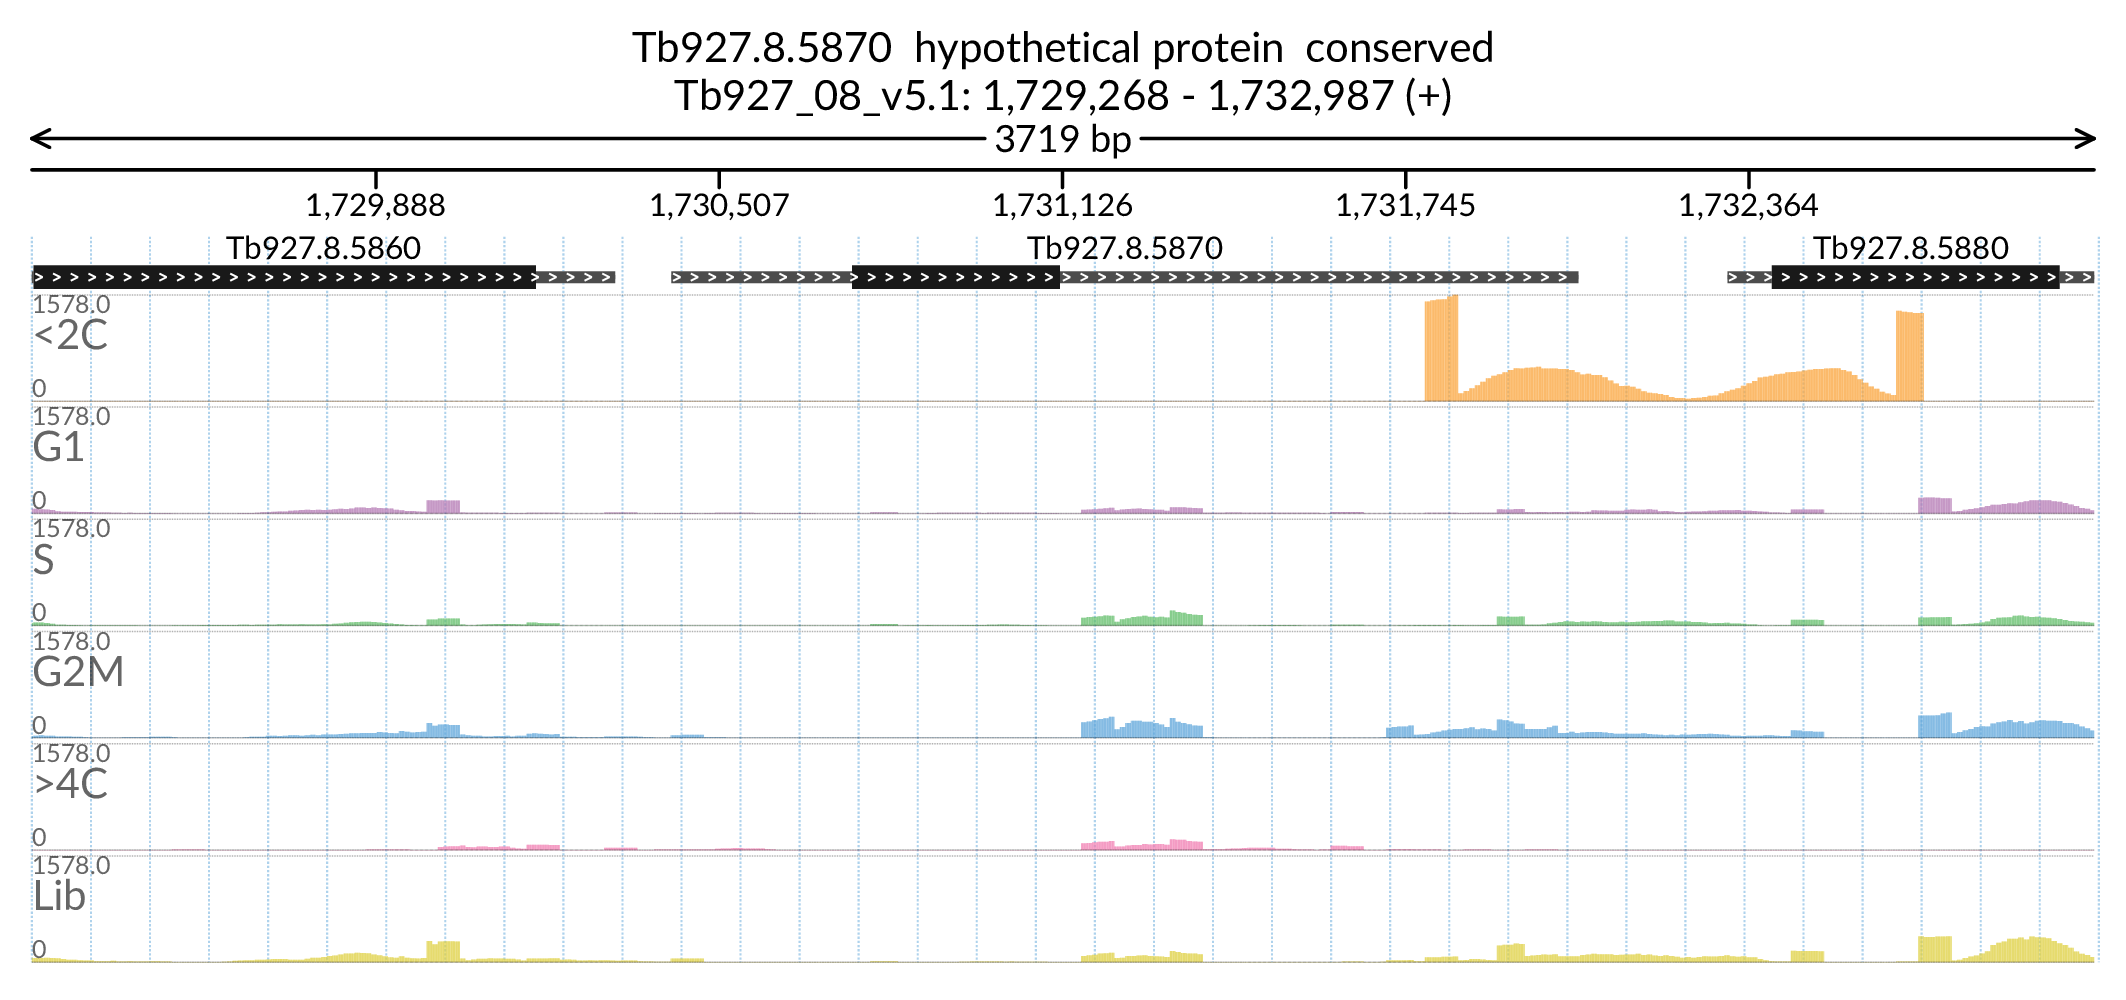 Tb927.8.5870 hypothetical protein conserved
Tb927_08_v5.1: 1,729,268 - 1,732,987 (+)
3719 bp
1,729,888 1,730,507 1,731,126 1,731,745 1,732,364
Tb927.8.5860 Tb927.8.5870 Tb927.8.5880
1578.0
<2C
0
1578.0
G1
0
1578.0
S
0
1578.0
G2M
0
1578.0
>4C
0
1578.0
Lib
0